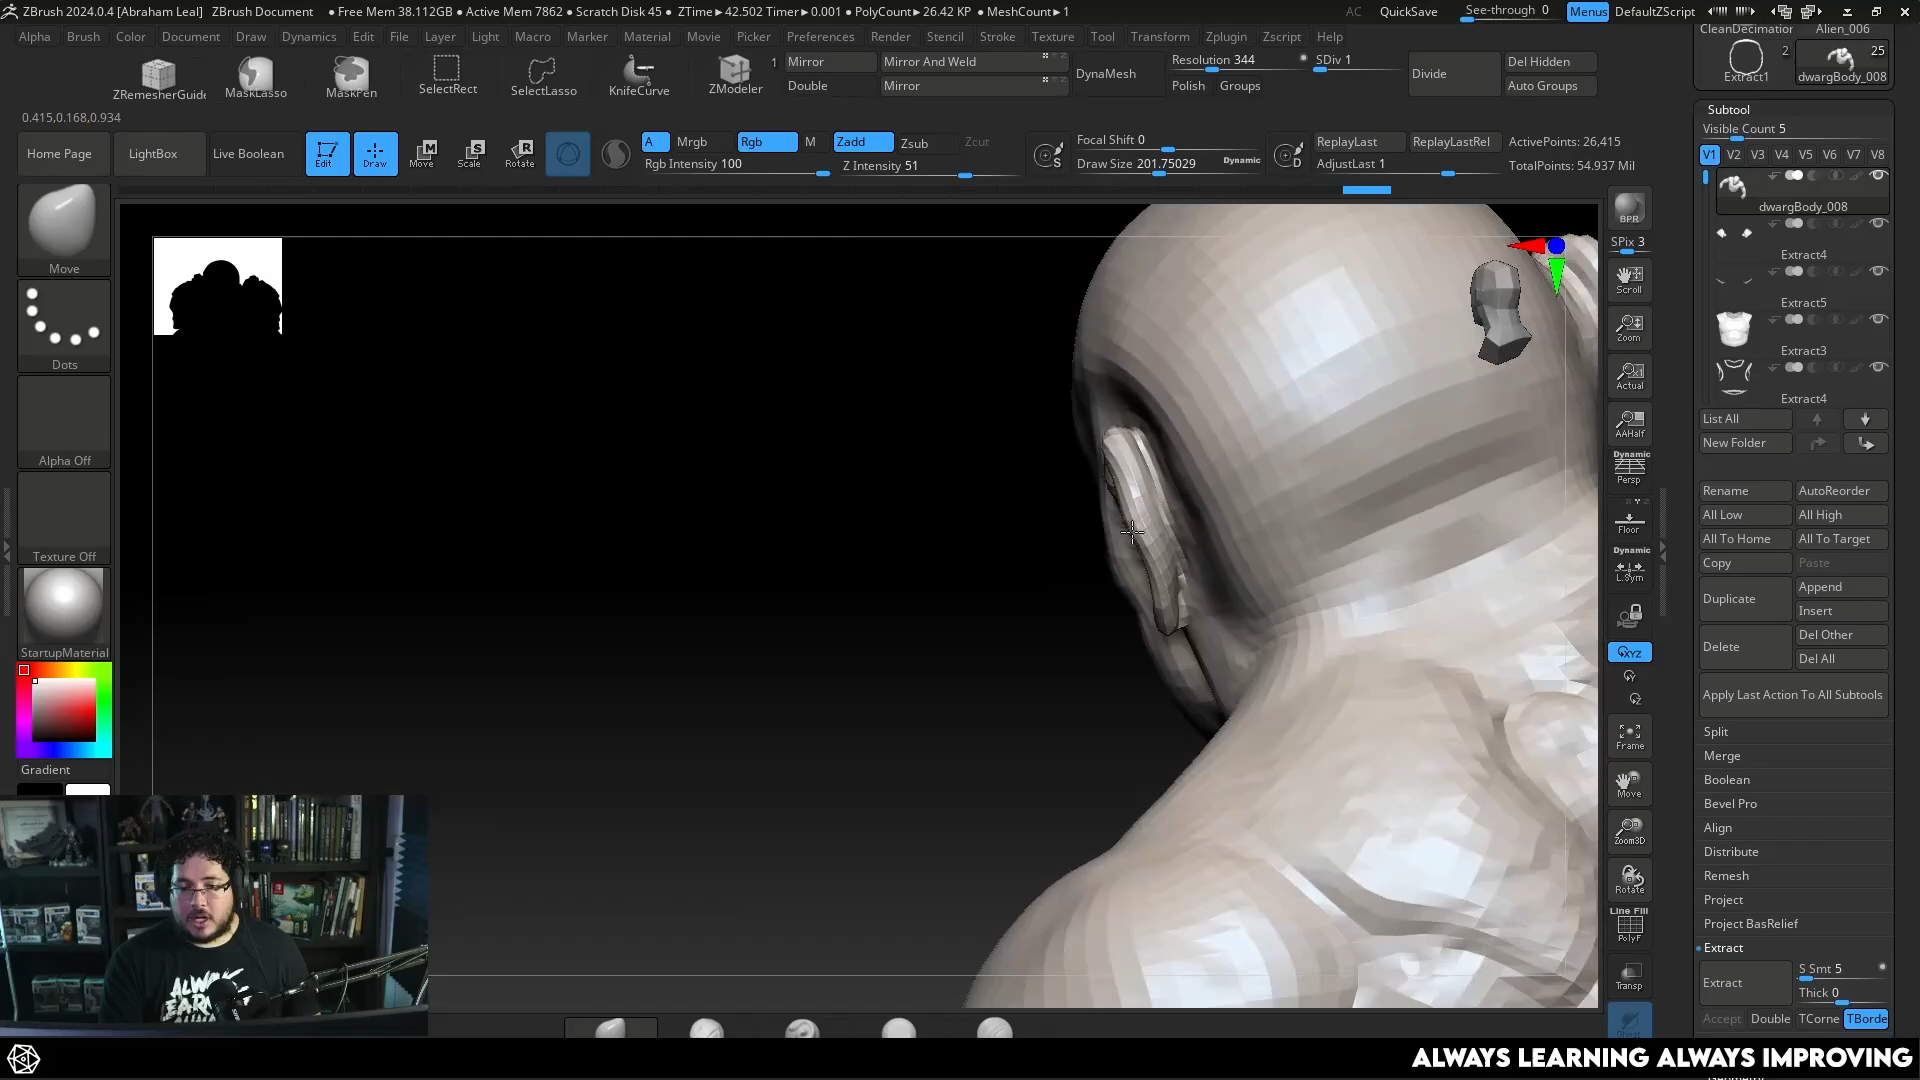 ZBrush 2024.0.4 [Abraham Leal] ZBrush Document ● Free Mem 38.112GB ● Active Mem 7862 ● Scratch Disk 45 ● ZTime►42.502 Timer►0.001 ● PolyCount►26.42 KP ● MeshCount►1 AC QuickSave See-through 0 Menus DefaultZScript
Alpha Brush Color Document Draw Dynamics Edit File Layer Light Macro Marker Material Movie Picker Preferences Render Stencil Stroke Texture Tool Transform Zplugin Zscript Help
CleanDecimation Alien_006
ZRemesherGuide MaskLasso MaskPen SelectRect SelectLasso KnifeCurve ZModeler 1
Mirror Mirror And Weld
Double Mirror
DynaMesh Resolution 344 SDiv 1
Polish Groups
Divide Del Hidden
Auto Groups
2 25
Extract1 dwargBody_008
0.415,0.168,0.934
Home Page LightBox Live Boolean Edit Draw Move Scale Rotate
A Mrgb Rgb M Zadd Zsub Zcut
Rgb Intensity 100 Z Intensity 51
S Focal Shift 0
Draw Size 201.75029 Dynamic
D ReplayLast ReplayLastRel
AdjustLast 1
ActivePoints: 26,415
TotalPoints: 54.937 Mil
Move
Dots
Alpha Off
Texture Off
StartupMaterial
Gradient
BPR
SPix 3
Scroll
Zoom
Actual
AAHalf
Dynamic
Persp
Floor
Dynamic
L.Sym
XYZ
Y
Z
Frame
Move
Zoom3D
Rotate
Line Fill
PolyF
Transp
Subtool
Visible Count 5
V1 V2 V3 V4 V5 V6 V7 V8
dwargBody_008
Extract4
Extract5
Extract3
Extract4
List All
New Folder
Rename AutoReorder
All Low All High
All To Home All To Target
Copy Paste
Duplicate Append
Insert
Delete Del Other
Del All
Apply Last Action To All Subtools
Split
Merge
Boolean
Bevel Pro
Align
Distribute
Remesh
Project
Project BasRelief
Extract
Extract S Smt 5
Thick 0
Accept Double TCorne TBorde
ALWAYS LEARNING ALWAYS IMPROVING